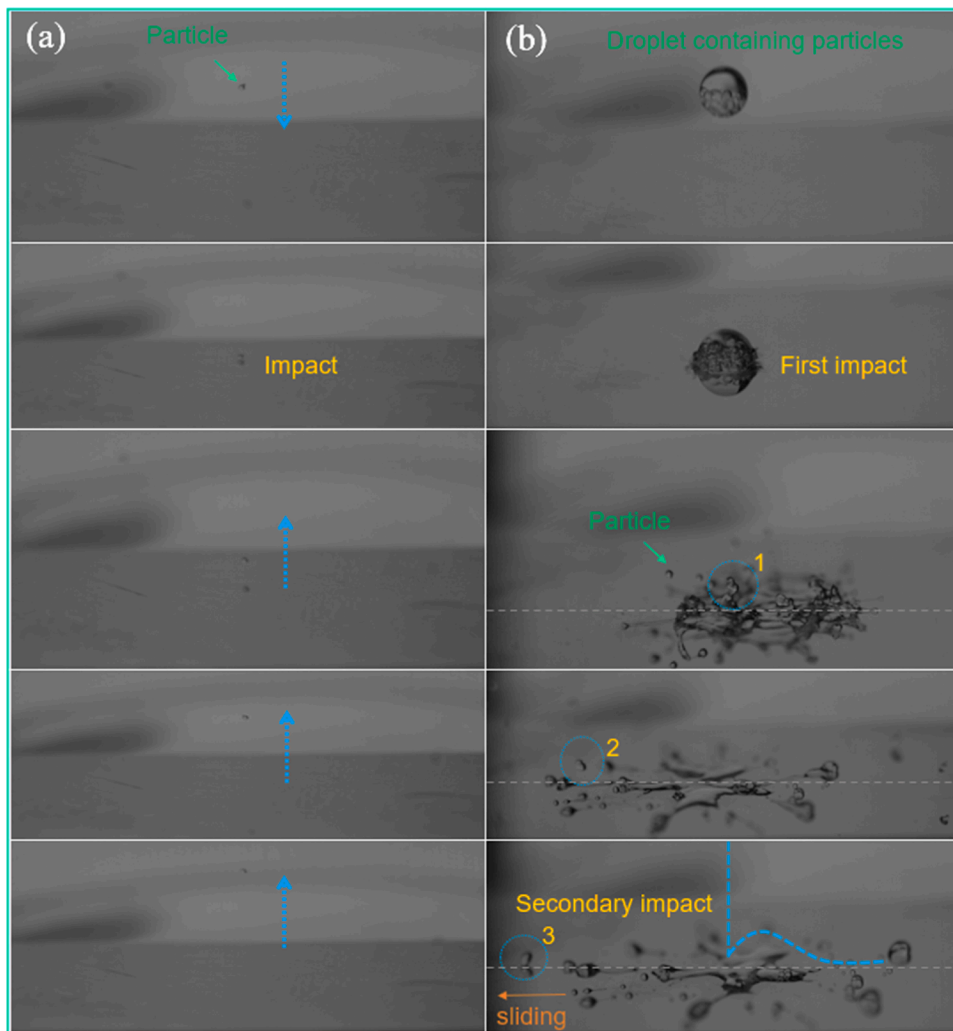 (a)
Particle
Impact
(b)
Droplet containing particles
First impact
Particle
1
2
Secondary impact
3
sliding